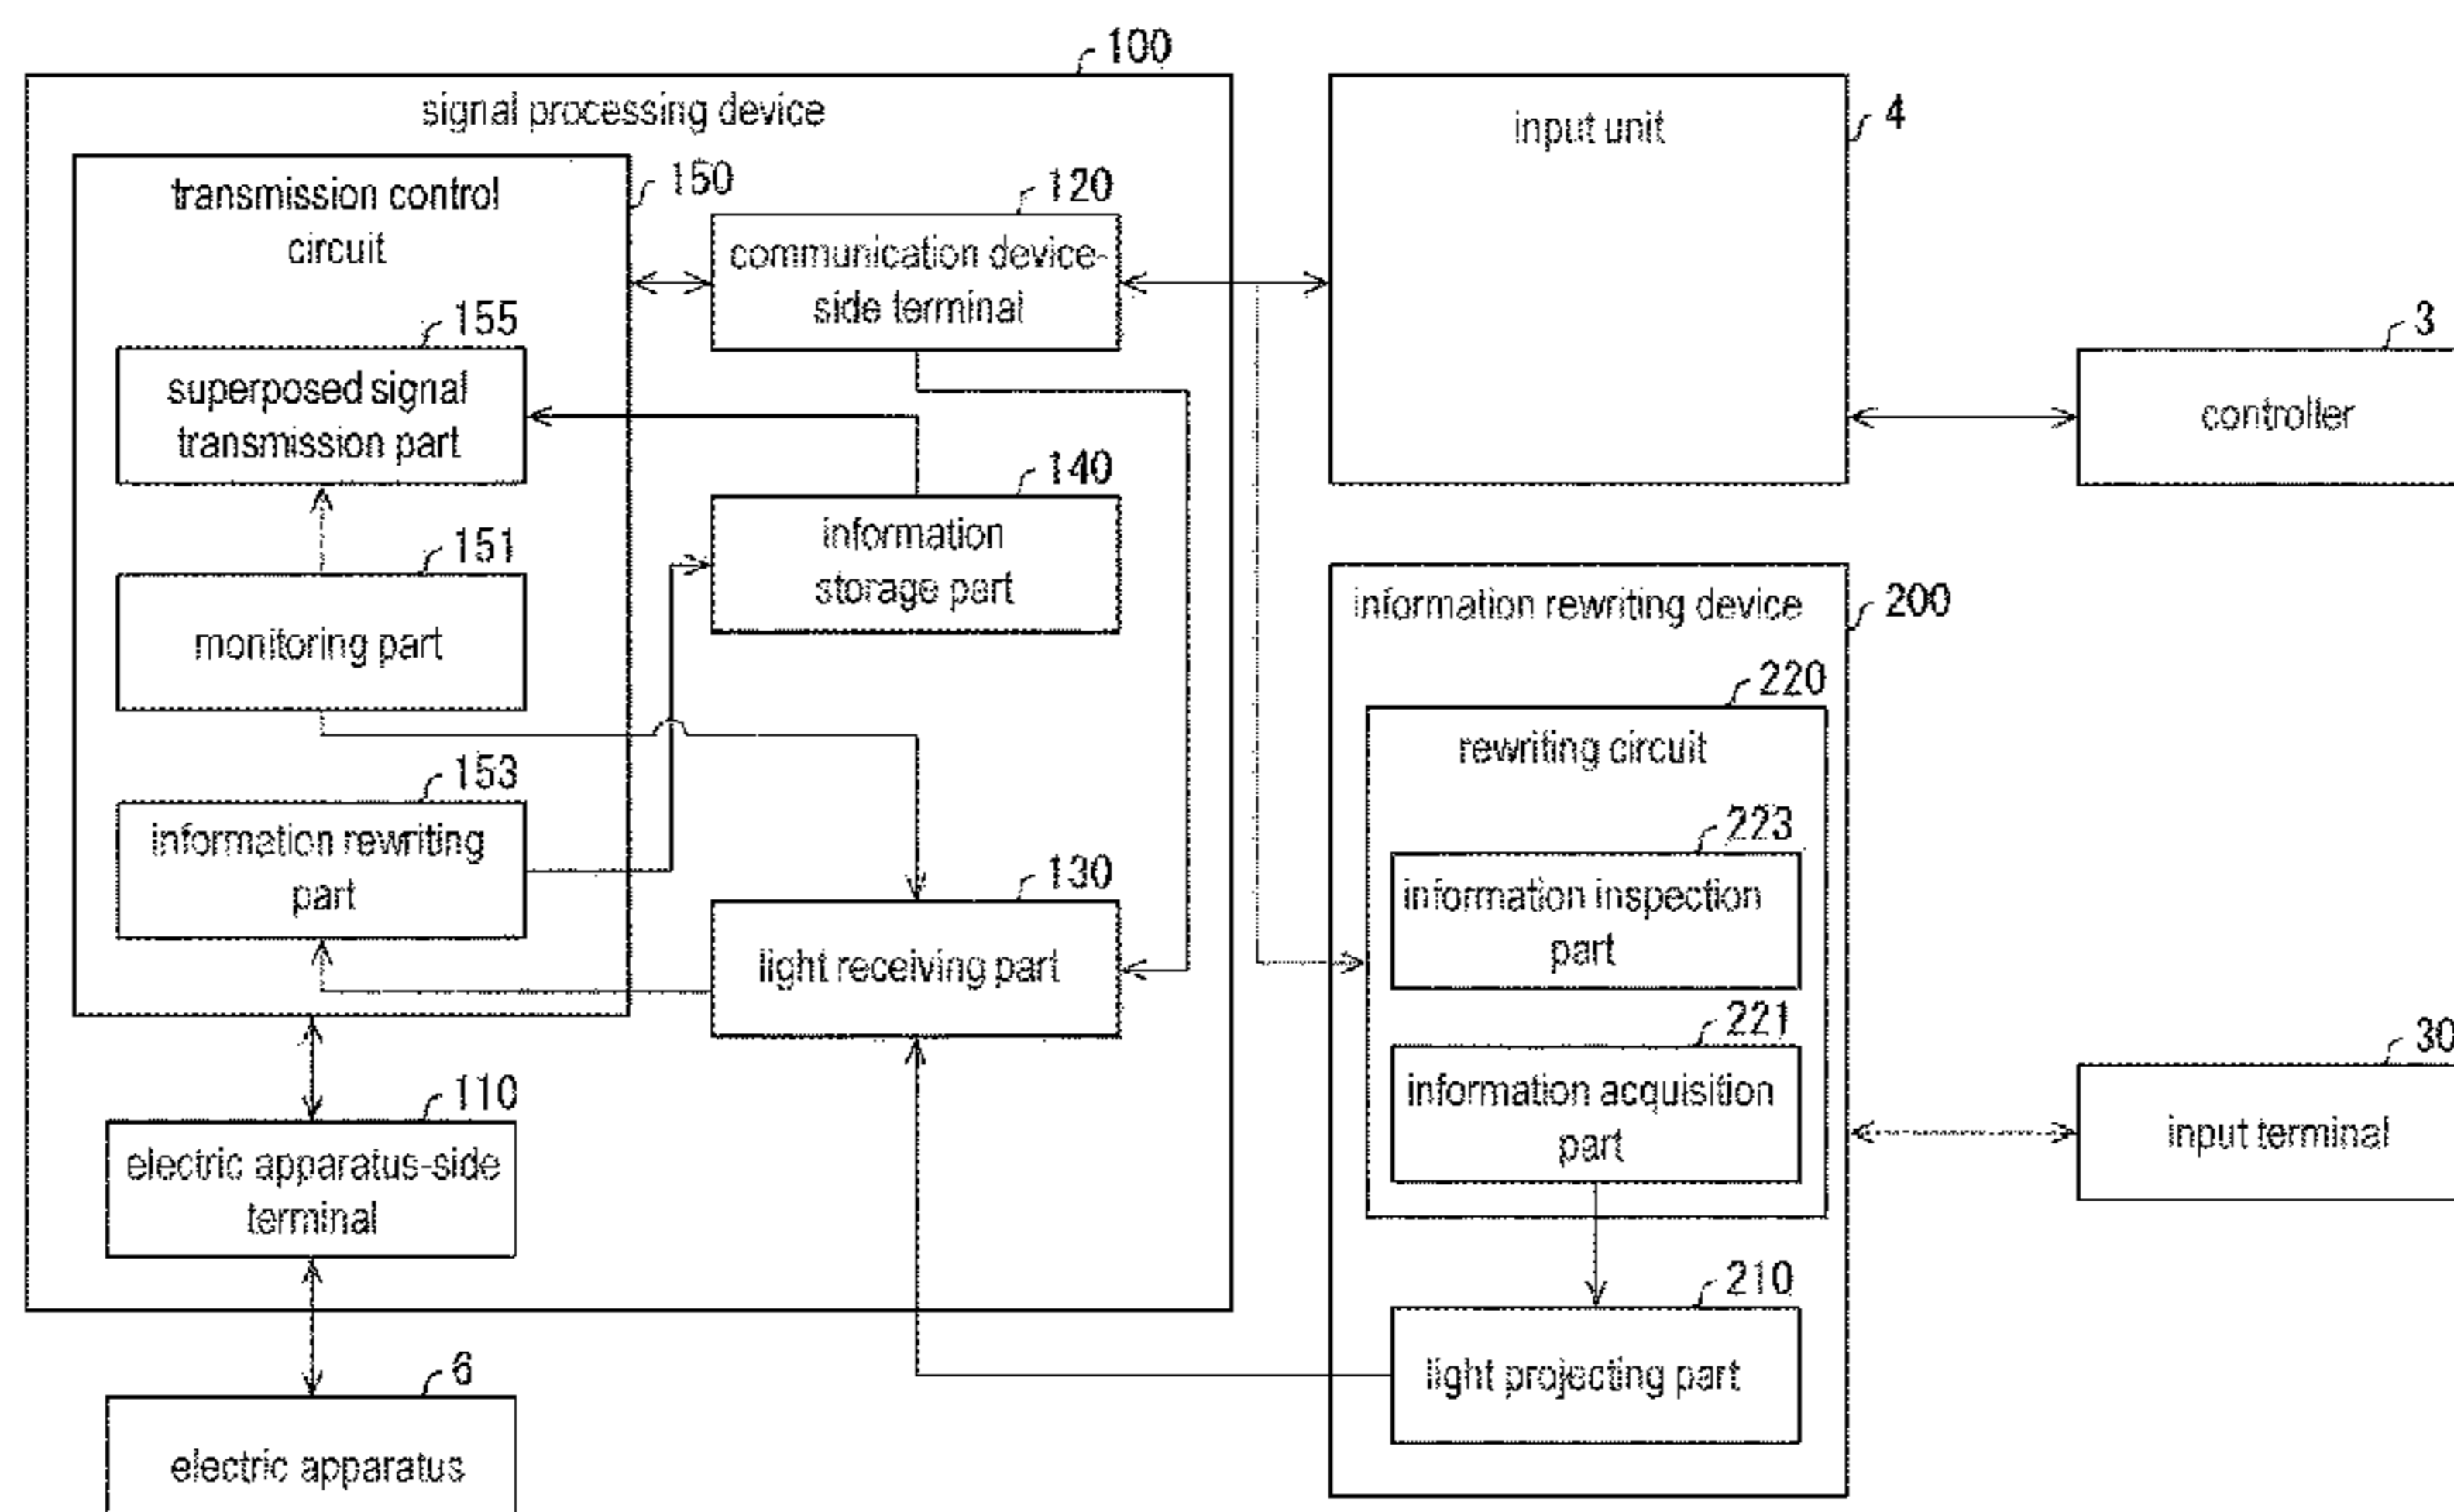 100
signal processing device
150
transmission control
circuit
120
communication device-
side terminal
155
superposed signal
transmission part
140
information
storage part
151
monitoring part
153
information rewriting
part
130
light receiving part
110
electric apparatus-side
terminal
6
electric apparatus
4
input unit
3
controller
200
information rewriting device
220
rewriting circuit
223
information inspection
part
221
information acquisition
part
210
light projecting part
30
input terminal